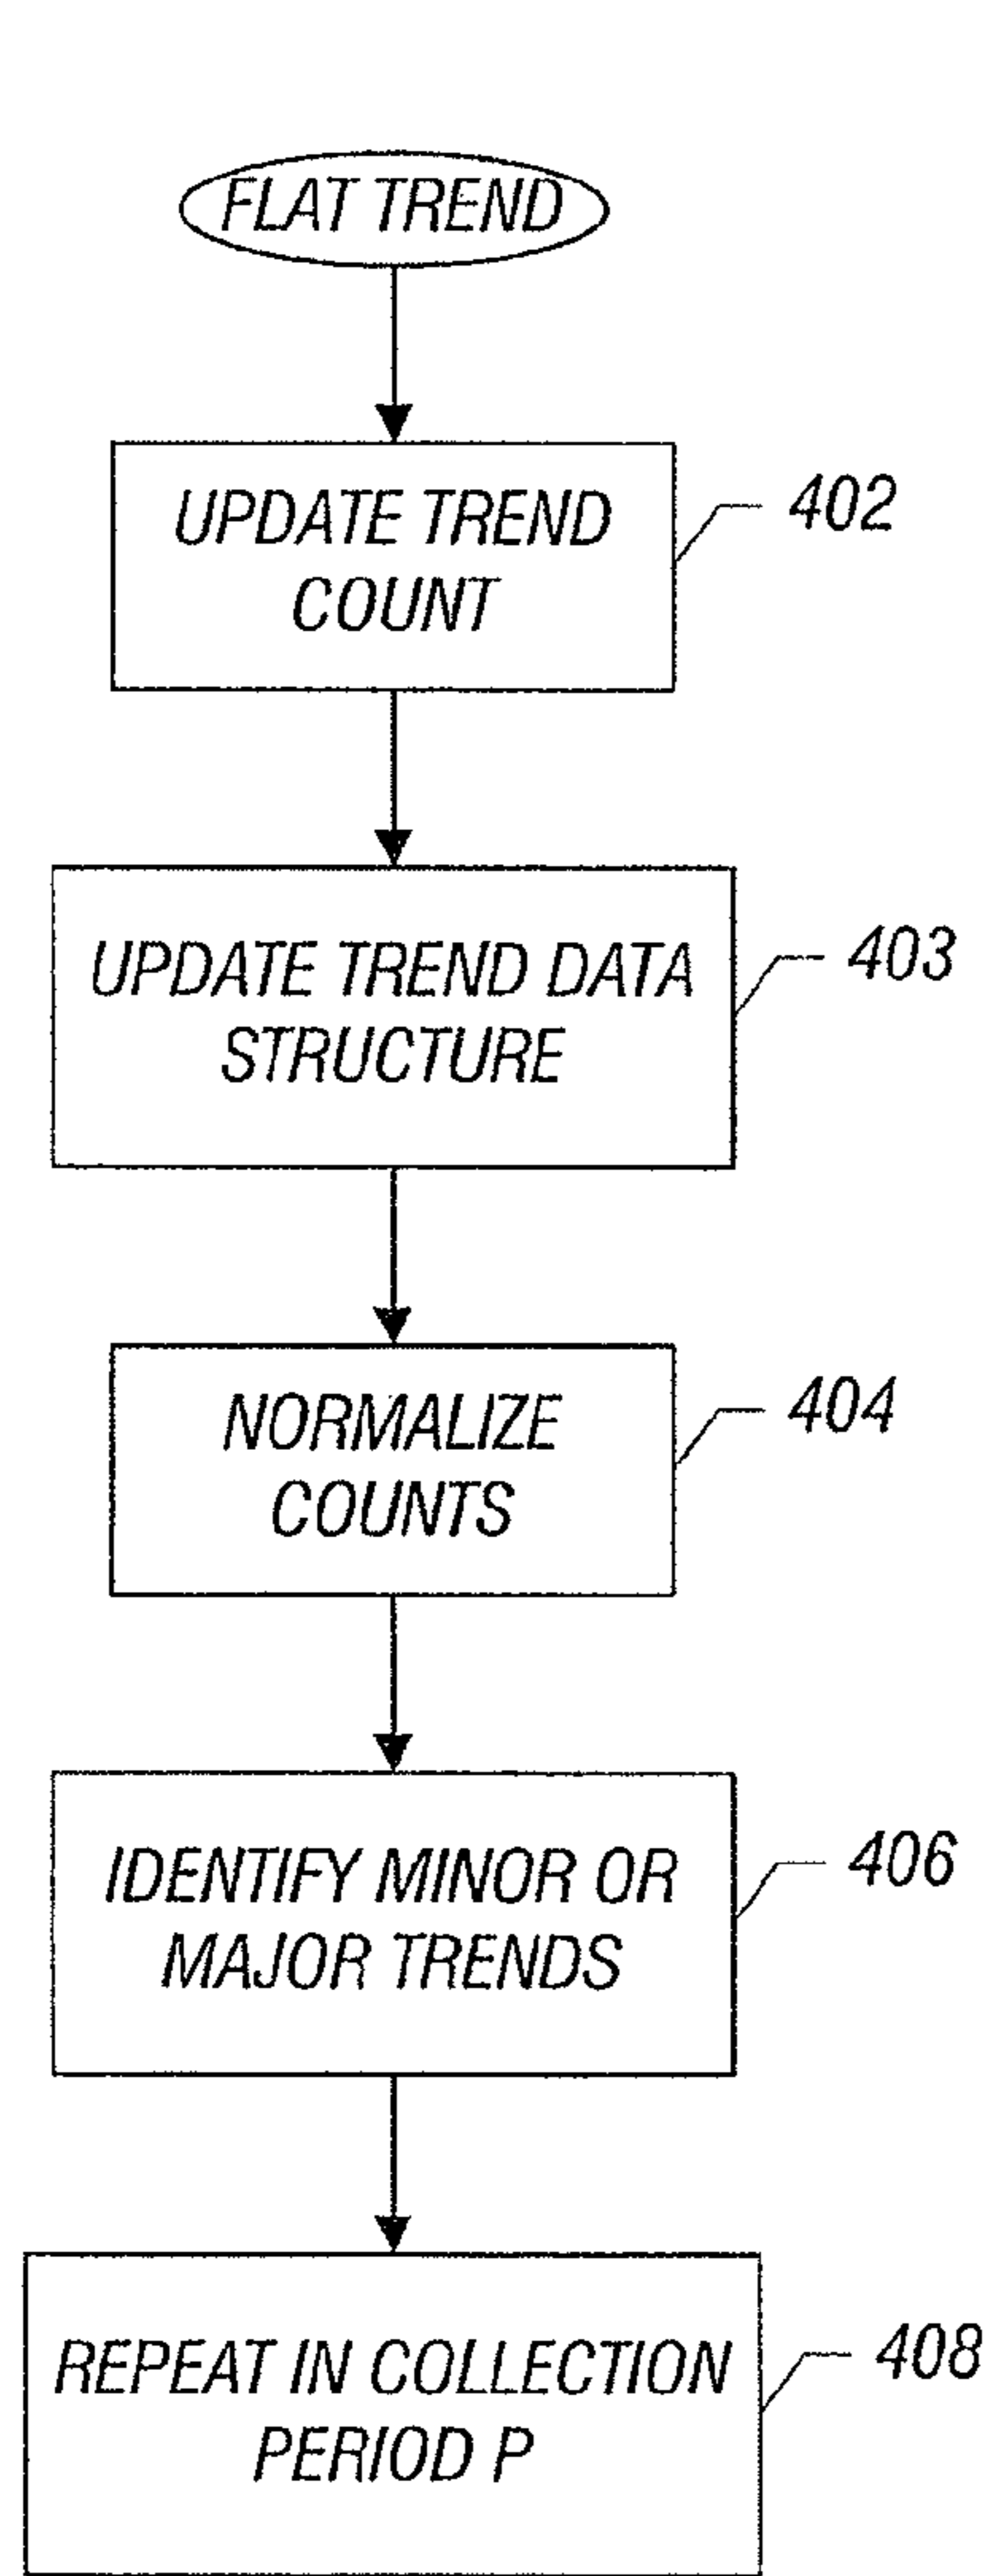 FLAT TREND
UPDATE TREND
COUNT
402
UPDATE TREND DATA
STRUCTURE
403
NORMALIZE
COUNTS
404
IDENTIFY MINOR OR
MAJOR TRENDS
406
REPEAT IN COLLECTION
PERIOD P
408